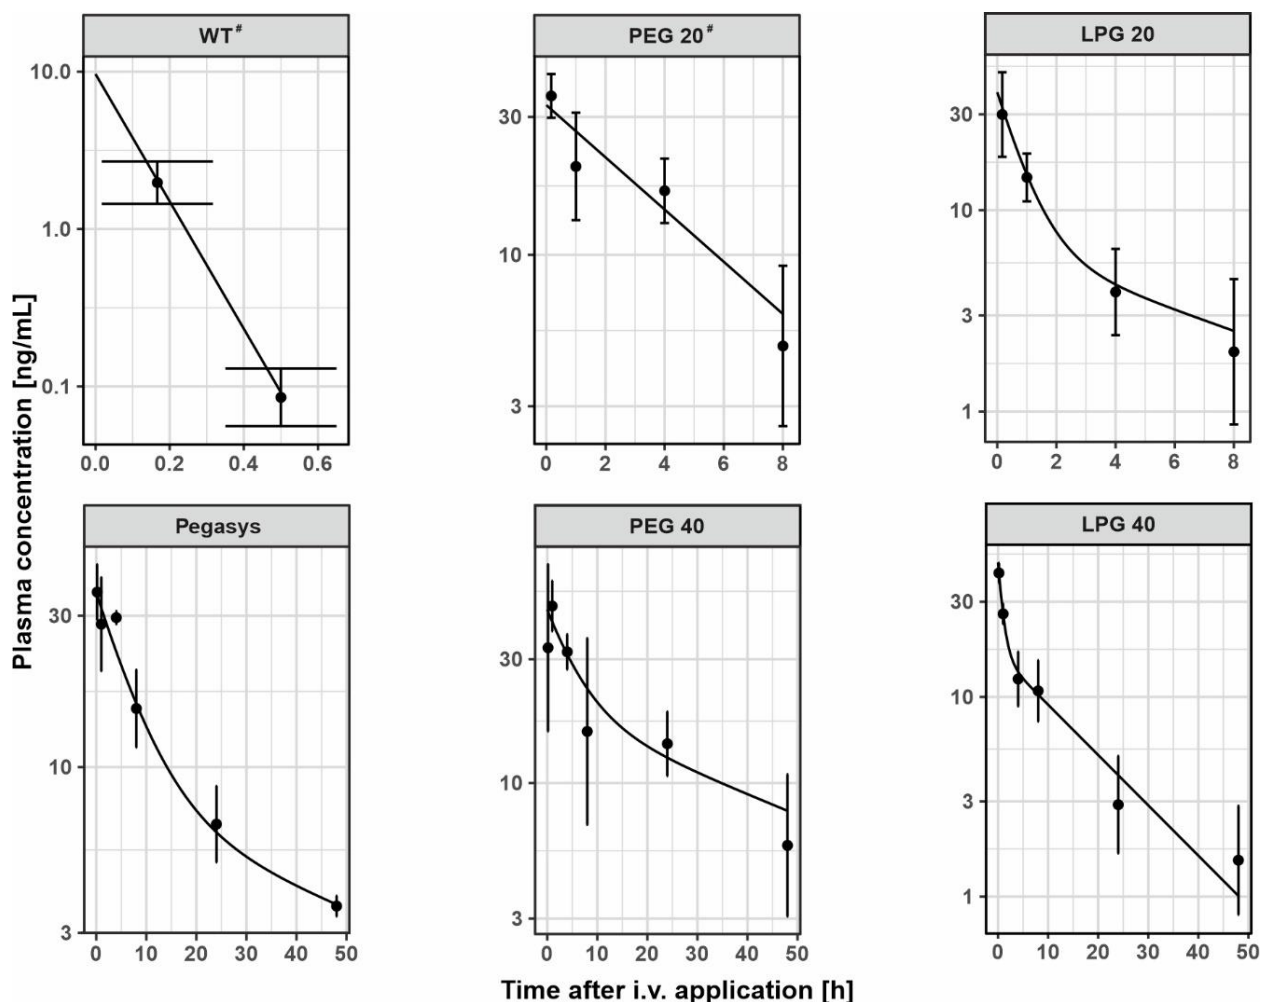 WT#
PEG 20#
LPG 20
10.0
1.0
0.1
0.0 0.2 0.4 0.6
30
10
3
0 2 4 6 8
30
10
3
1
0 2 4 6 8
Plasma concentration [ng/mL]
Pegasys
PEG 40
LPG 40
30
10
3
0 10 20 30 40 50
30
10
3
0 10 20 30 40 50
30
10
3
1
0 10 20 30 40 50
Time after i.v. application [h]